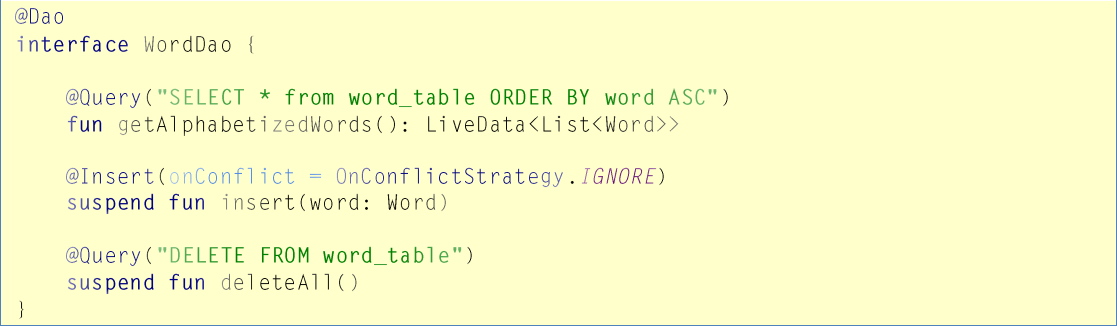 @Dao
interface WordDao {
@Query("SELECT * from word_table ORDER BY word ASC")
fun getAlphabetizedWords(): LiveData<List<Word>>
@Insert(onConflict = OnConflictStrategy.IGNORE)
suspend fun insert(word: Word)
@Query("DELETE FROM word_table")
suspend fun deleteAll()
}